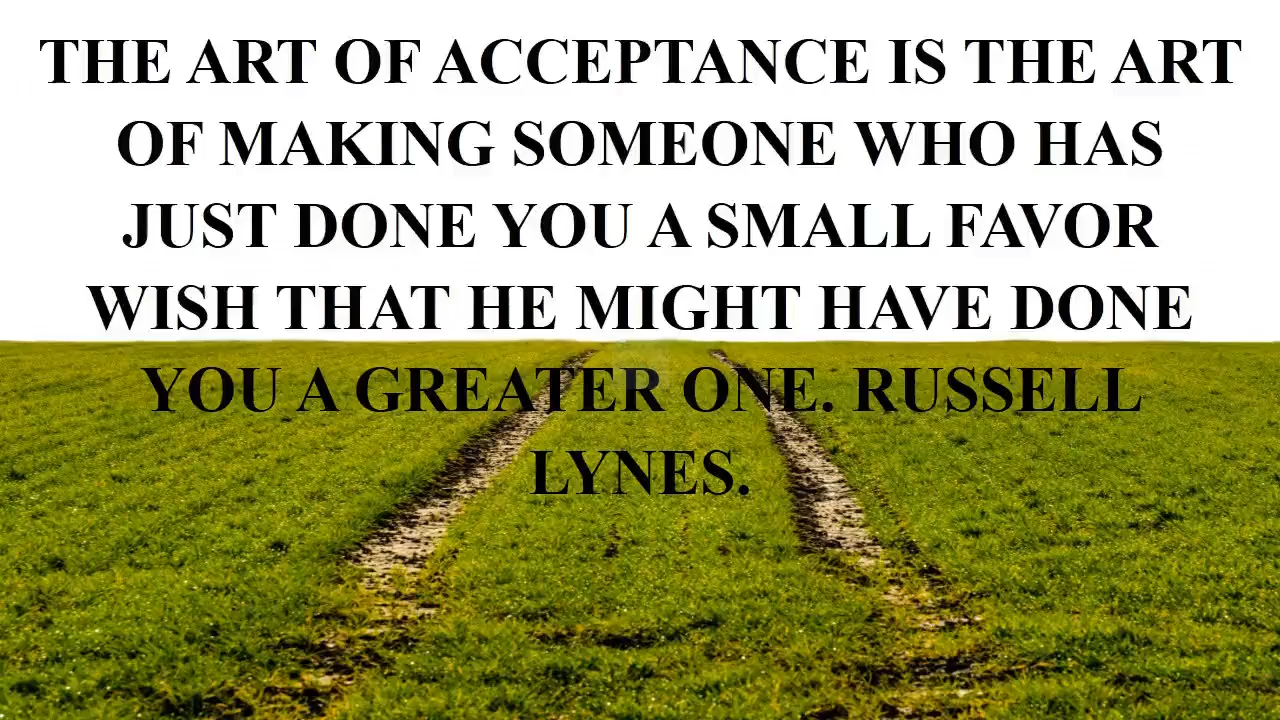 THE ART OF ACCEPTANCE IS THE ART
OF MAKING SOMEONE WHO HAS
JUST DONE YOU A SMALL FAVOR
WISH THAT HE MIGHT HAVE DONE
YOU A GREATER ONE. RUSSELL
LYNES.